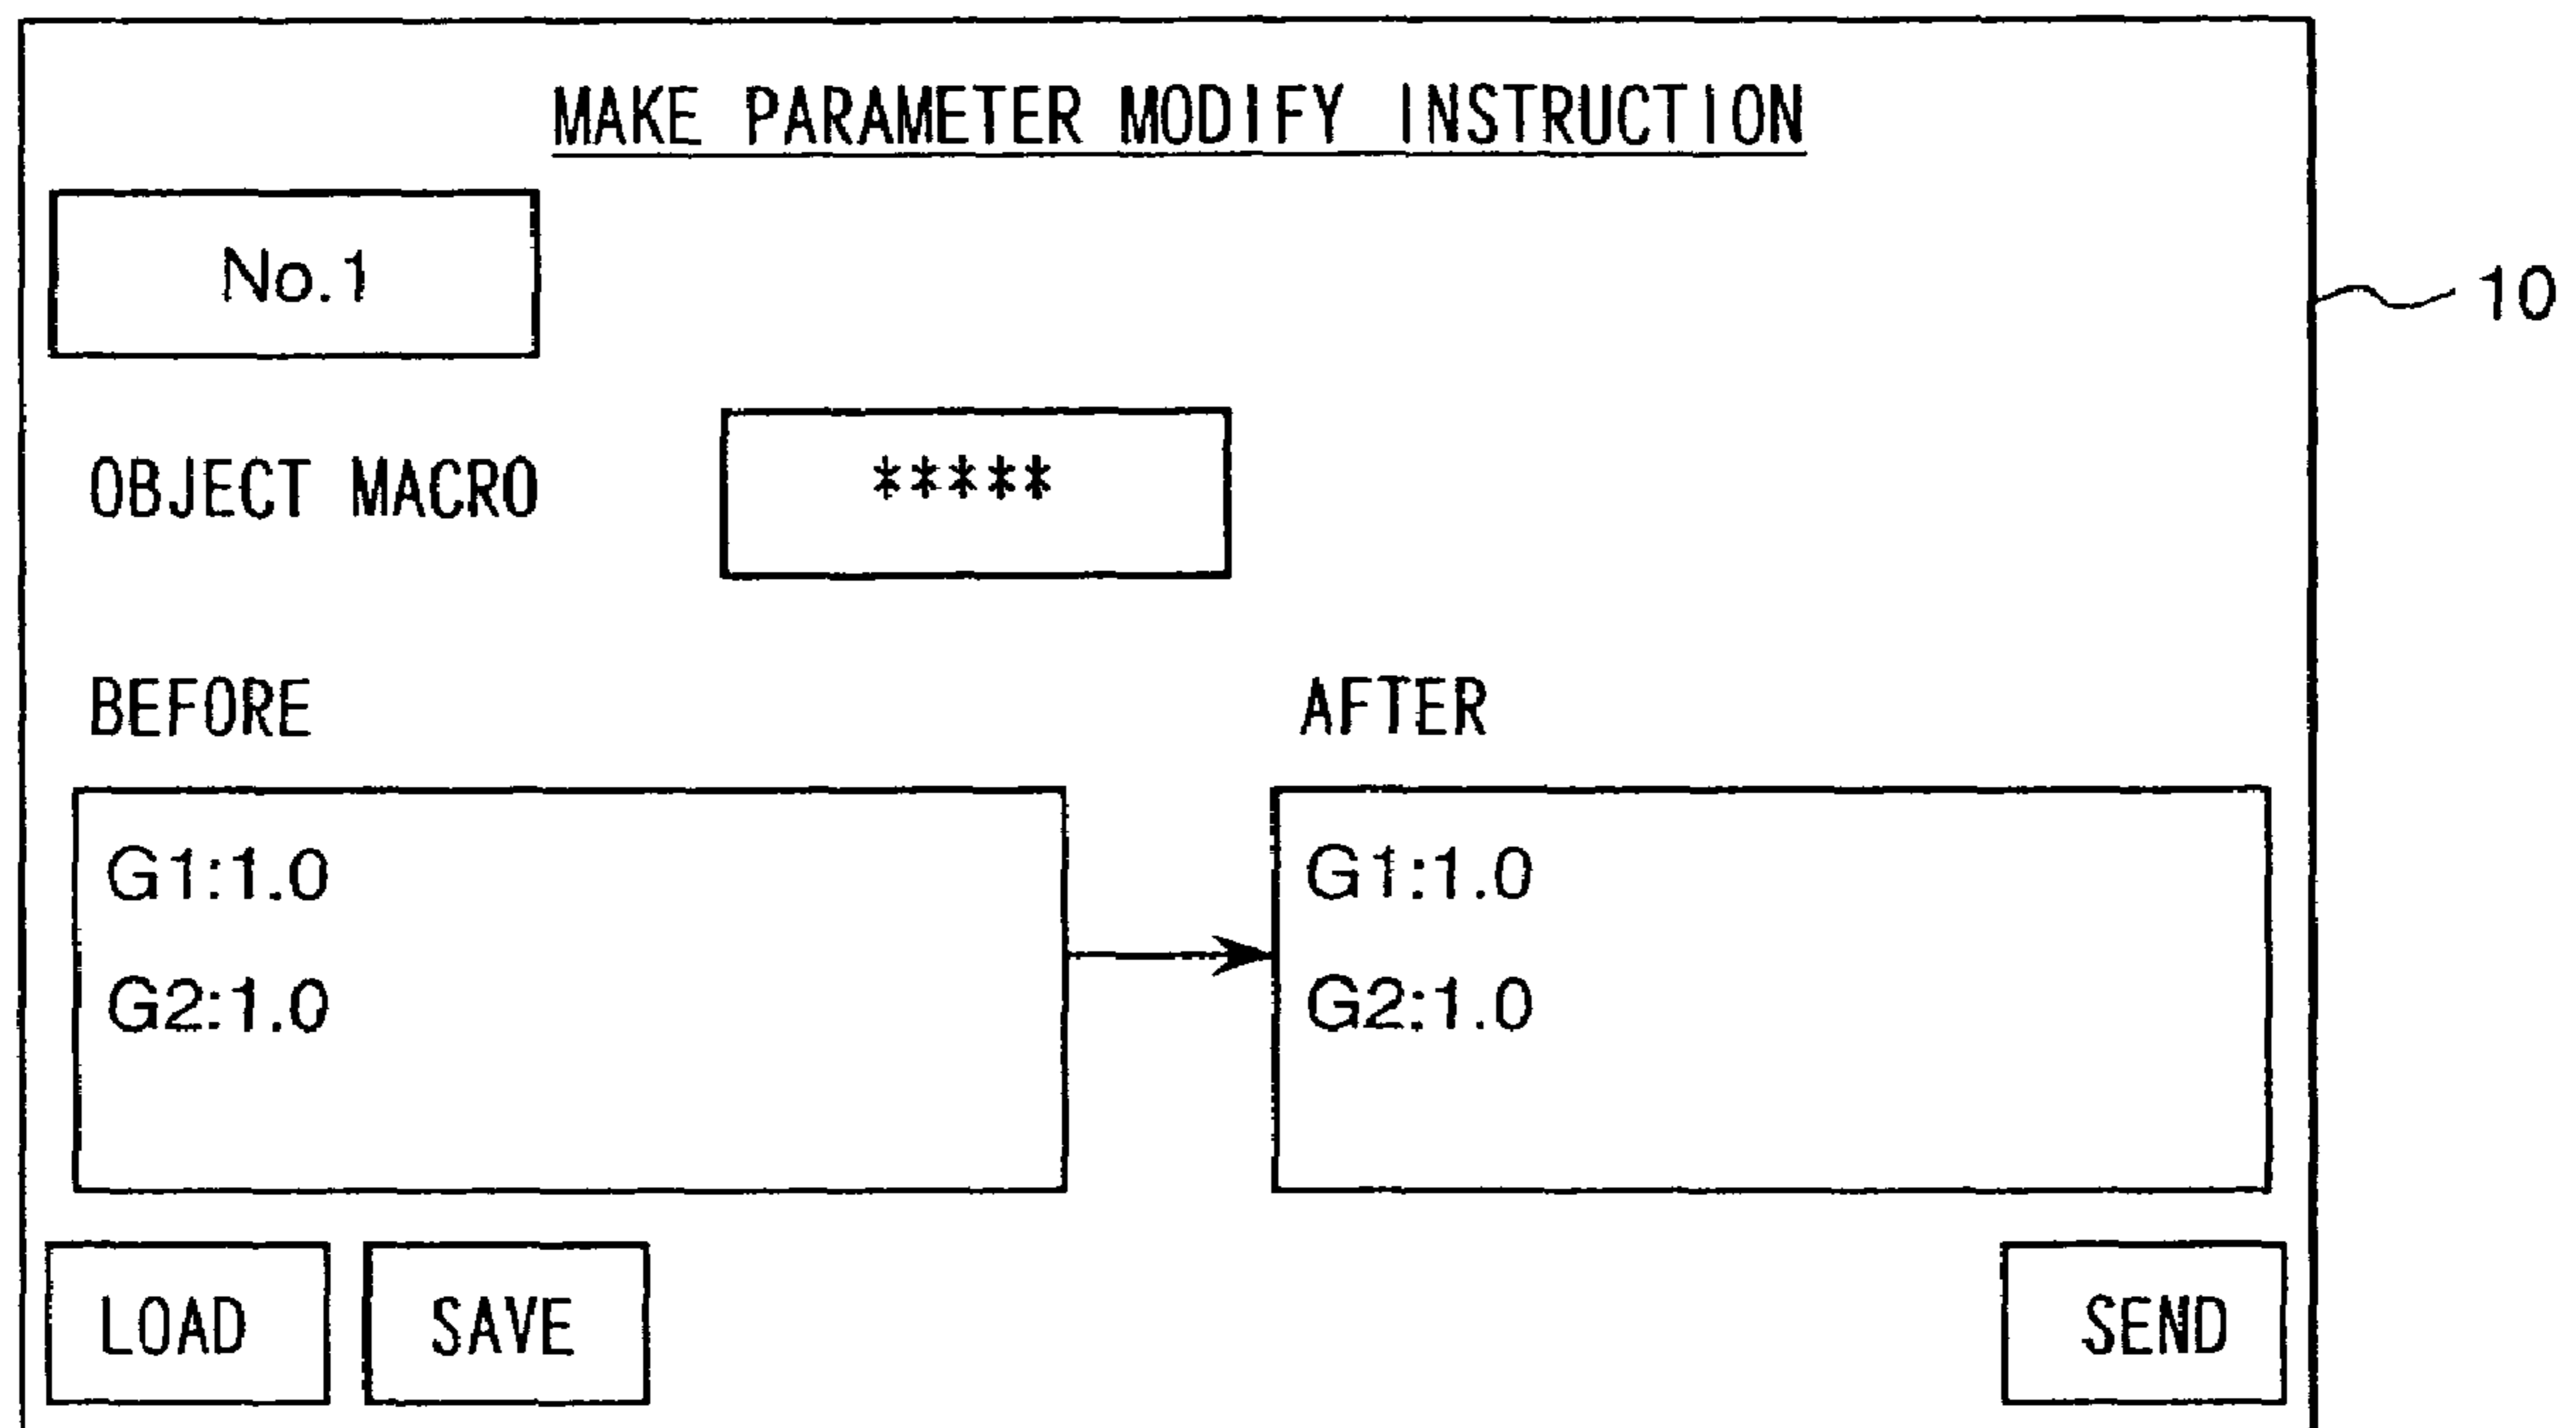 MAKE PARAMETER MODIFY INSTRUCTION
No.1
10
OBJECT MACRO *****
BEFORE AFTER
G1:1.0 G1:1.0
G2:1.0 G2:1.0
LOAD SAVE SEND